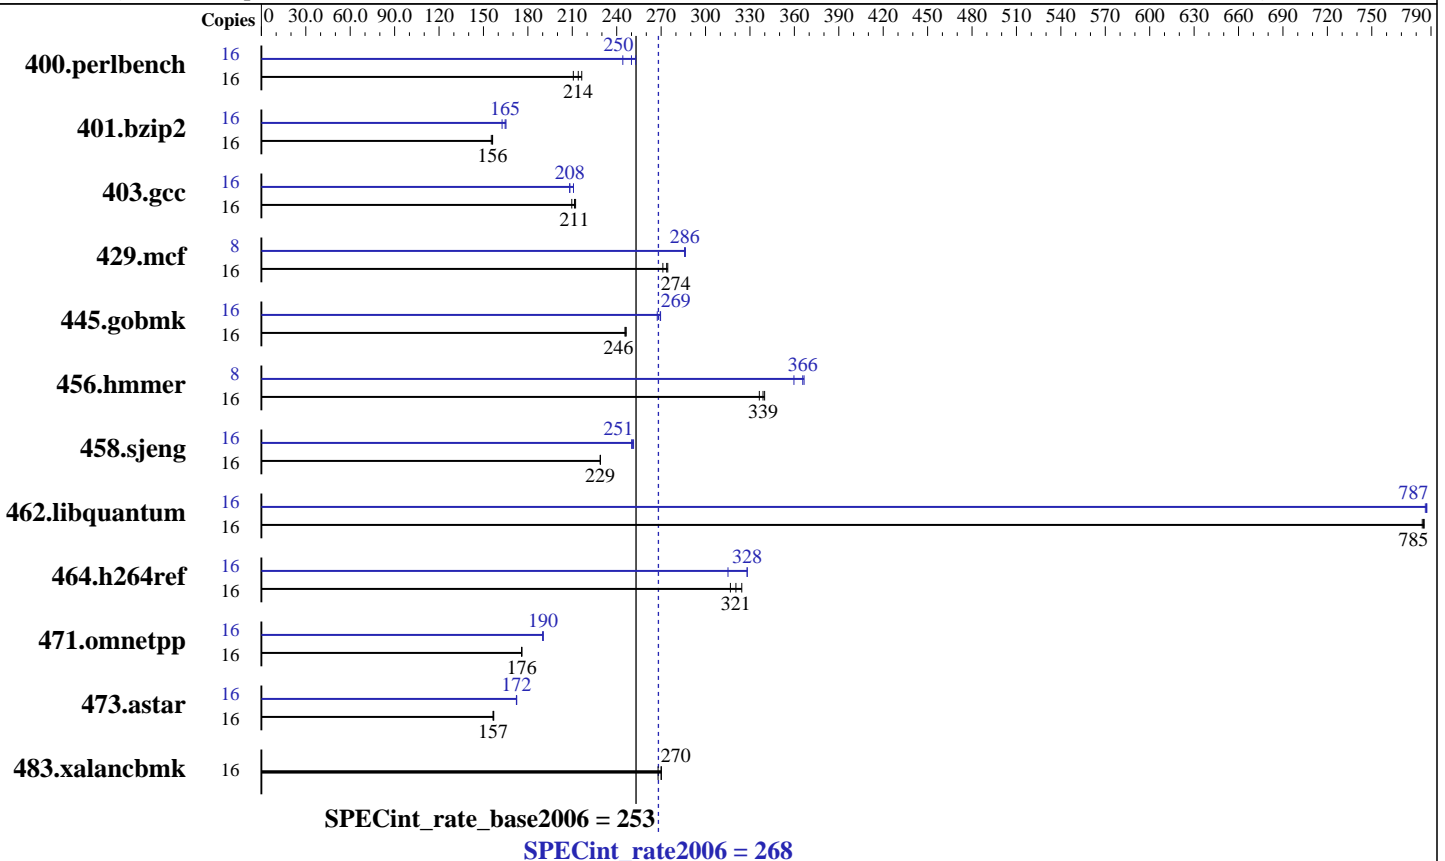 Copies 0 30.0 60.0 90.0 120 150 180 210 240 270 300 330 360 390 420 450 480 510 540 570 600 630 660 690 720 750 790
400.perlbench 16 250
16 214
401.bzip2 16 165
16 156
403.gcc 16 208
16 211
429.mcf 8 286
16 274
445.gobmk 16 269
16 246
456.hmmer 8 366
16 339
458.sjeng 16 251
16 229
462.libquantum 16 787
16 785
464.h264ref 16 328
16 321
471.omnetpp 16 190
16 176
473.astar 16 172
16 157
483.xalancbmk 16 270
SPECint_rate_base2006 = 253
SPECint_rate2006 = 268